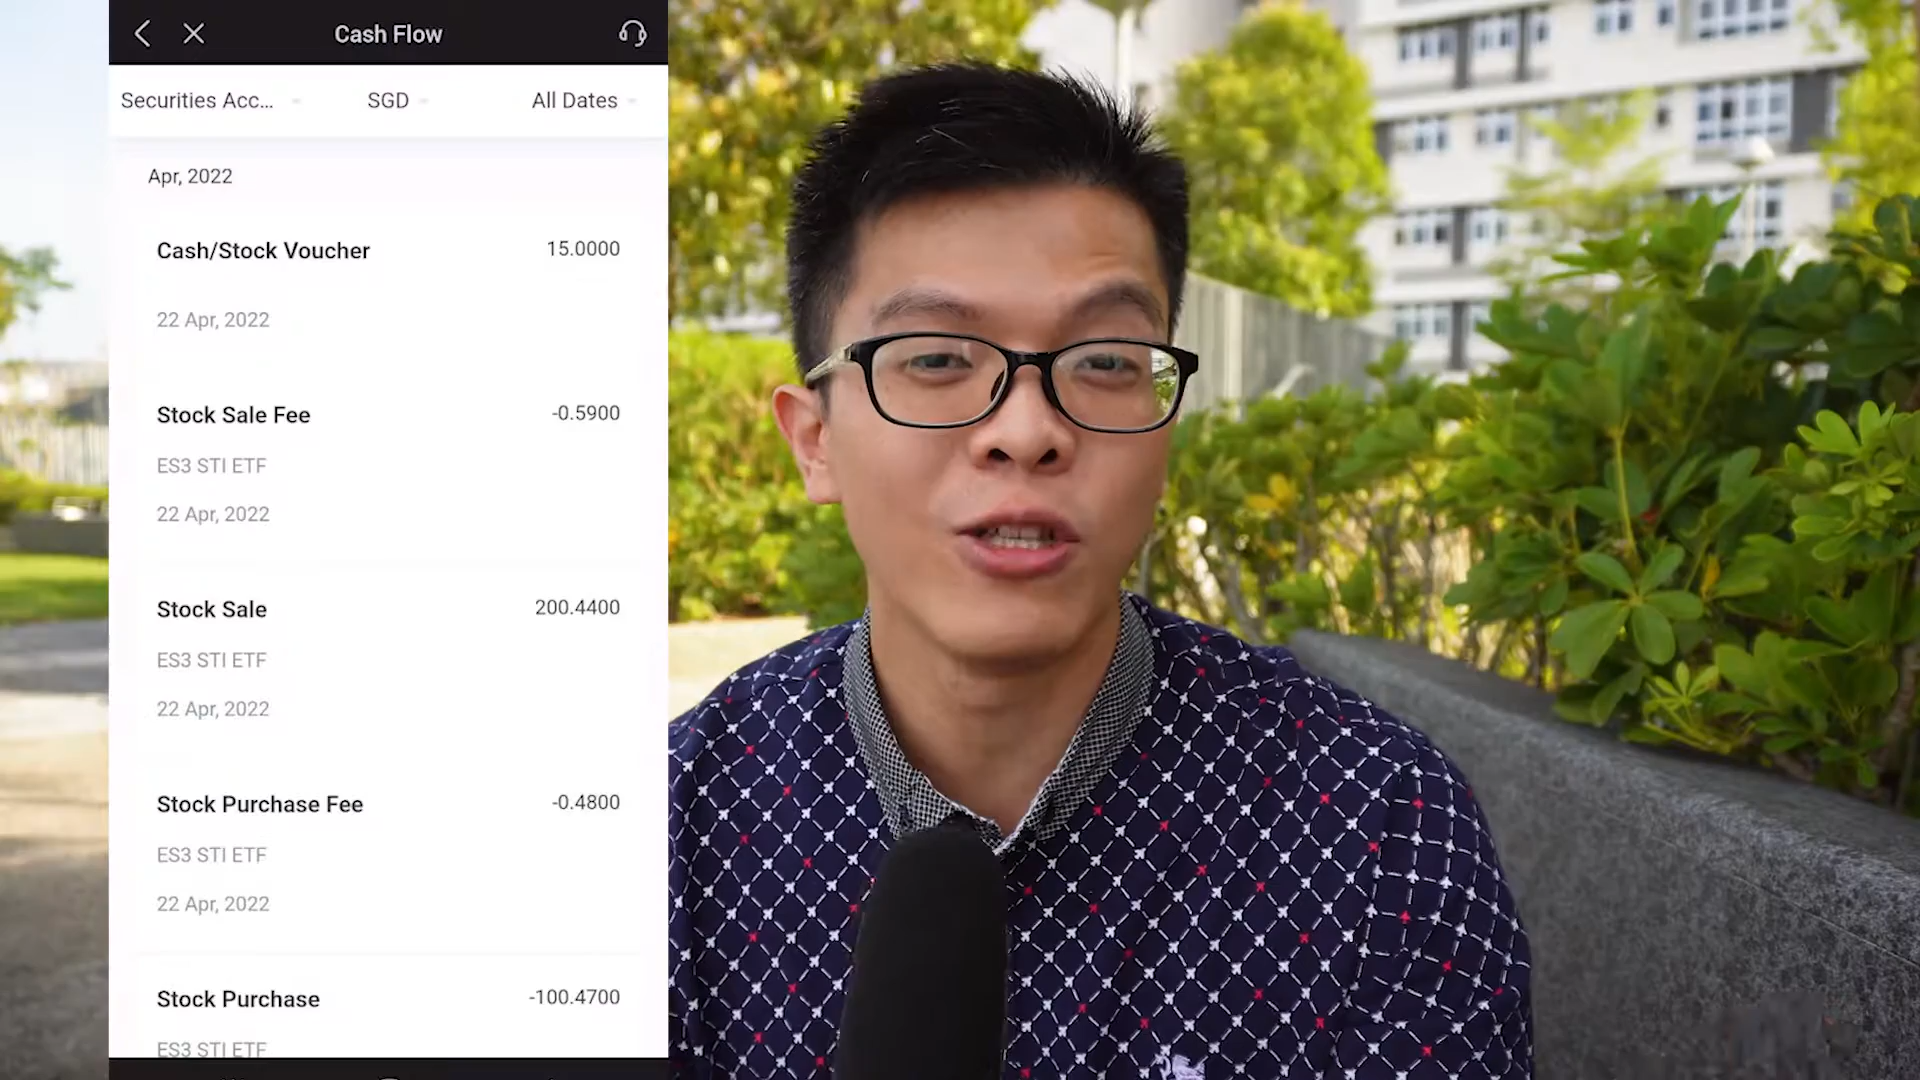 Cash Flow
Securities Acc... SGD All Dates
Apr, 2022
Cash/Stock Voucher 15.0000
22 Apr, 2022
Stock Sale Fee -0.5900
ES3 STI ETF
22 Apr, 2022
Stock Sale 200.4400
ES3 STI ETF
22 Apr, 2022
Stock Purchase Fee -0.4800
ES3 STI ETF
22 Apr, 2022
Stock Purchase -100.4700
ES3 STI ETF